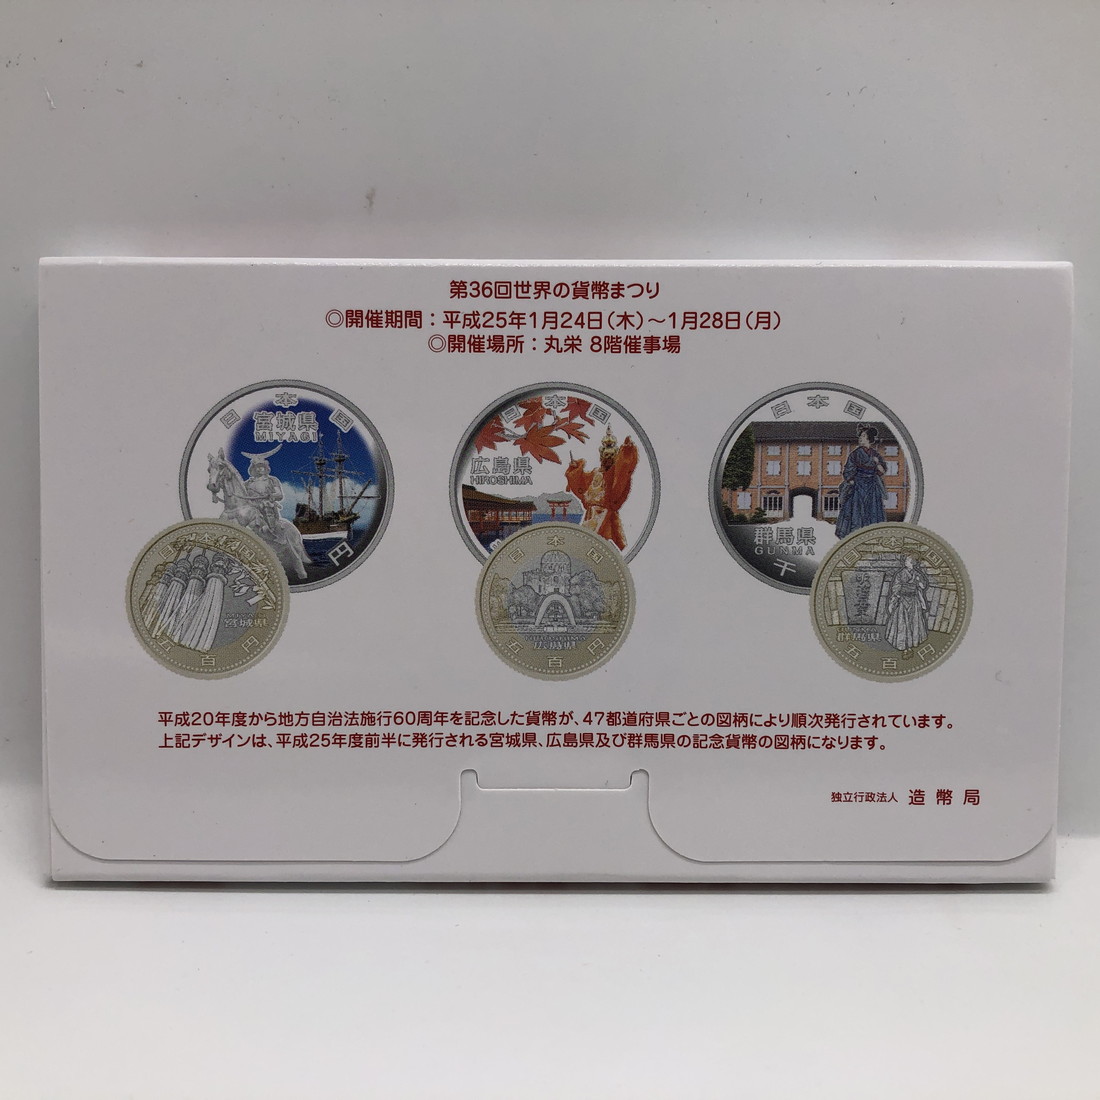 第36回世界の貨幣まつり
◎開催期間：平成25年1月24日(木)～1月28日(月)
◎開催場所：丸栄 8階催事場
日本国
宮城県
MIYAGI
円
日本国
広島県
HIROSHIMA
日本国
群馬県
GUNMA
千
日本国
宮城県
五百円
日本国
広島県
五百円
日本国
群馬県
五百円
平成20年度から地方自治法施行60周年を記念した貨幣が、47都道府県ごとの図柄により順次発行されています。
上記デザインは、平成25年度前半に発行される宮城県、広島県及び群馬県の記念貨幣の図柄になります。
独立行政法人 造幣局